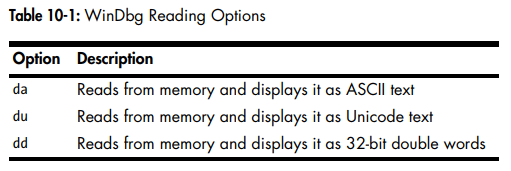 Table 10-1: WinDbg Reading Options
Option Description
da Reads from memory and displays it as ASCII text
du Reads from memory and displays it as Unicode text
dd Reads from memory and displays it as 32-bit double words